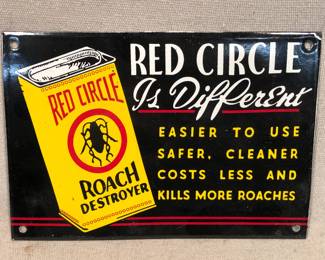 RED CIRCLE
Is Different
EASIER TO USE
SAFER, CLEANER
COSTS LESS AND
KILLS MORE ROACHES
RED CIRCLE
ROACH
DESTROYER